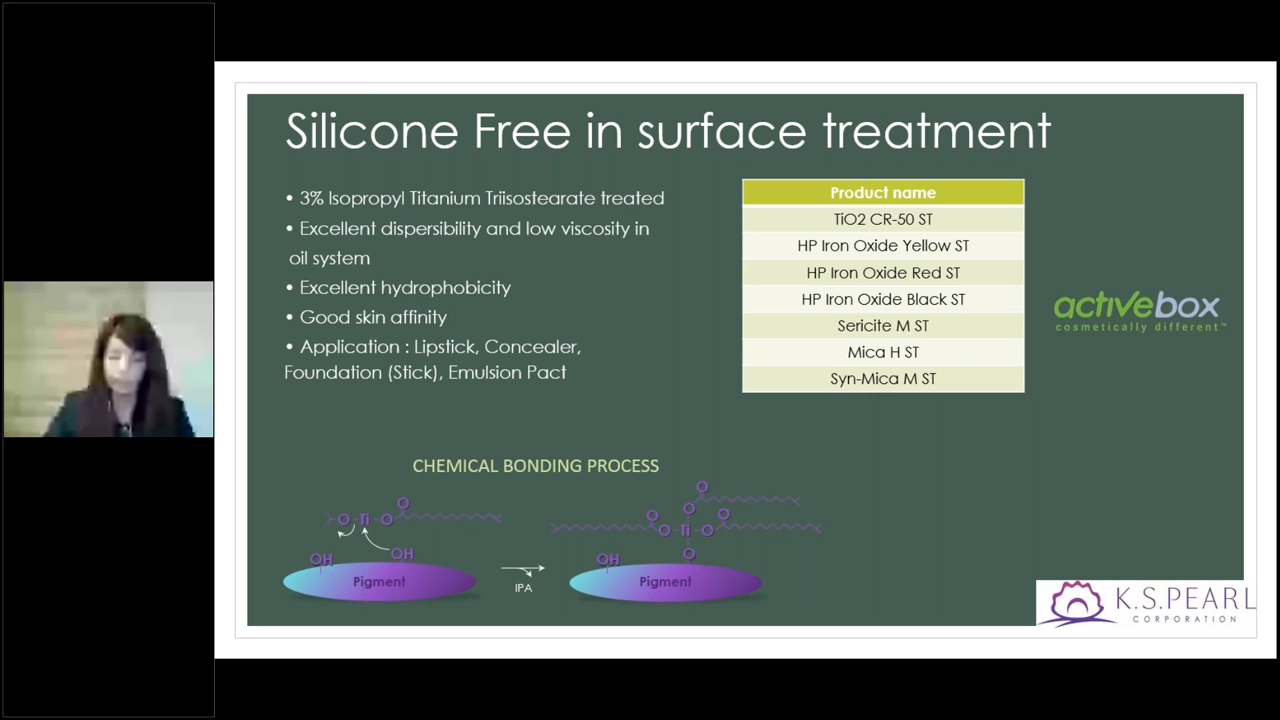 Silicone Free in surface treatment
• 3% Isopropyl Titanium Triisostearate treated
• Excellent dispersibility and low viscosity in
oil system
• Excellent hydrophobicity
• Good skin affinity
• Application : Lipstick, Concealer,
Foundation (Stick), Emulsion Pact
Product name
TiO2 CR-50 ST
HP Iron Oxide Yellow ST
HP Iron Oxide Red ST
HP Iron Oxide Black ST
Sericite M ST
Mica H ST
Syn-Mica M ST
activebox
cosmetically different™
CHEMICAL BONDING PROCESS
O
O Ti O
OH OH
Pigment
IPA
O
O
O O
O Ti O
OH O
Pigment
K.S.PEARL
CORPORATION